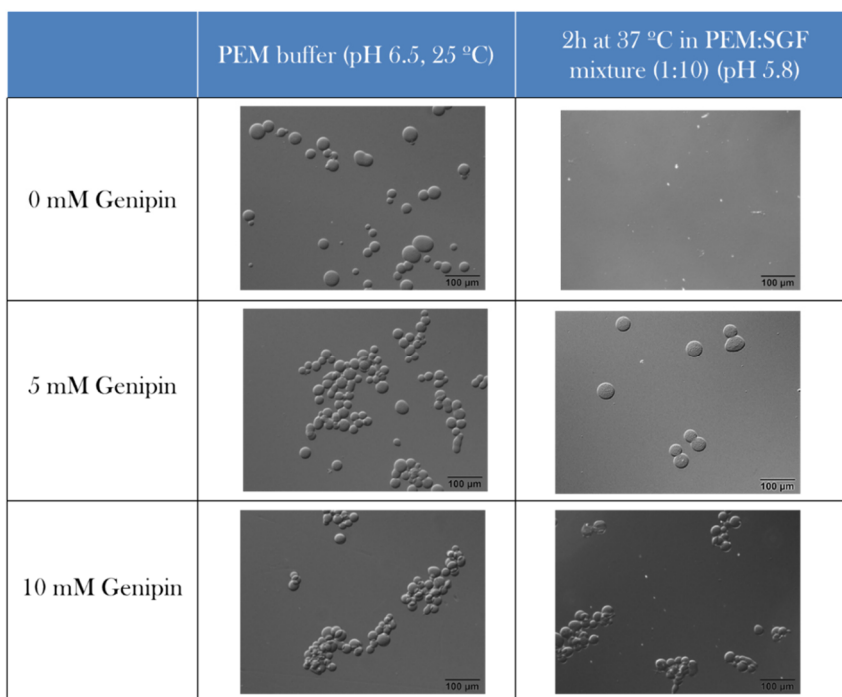 PEM buffer (pH 6.5, 25 ºC)
2h at 37 ºC in PEM:SGF
mixture (1:10) (pH 5.8)
0 mM Genipin
100 µm
100 µm
5 mM Genipin
100 µm
100 µm
10 mM Genipin
100 µm
100 µm